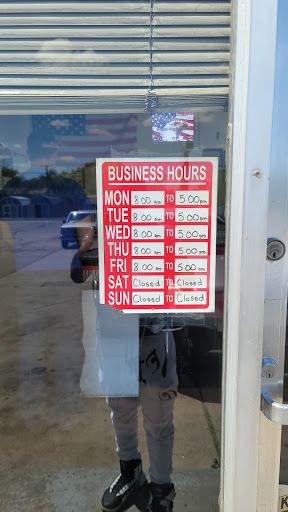 BUSINESS HOURS
MON 8:00 am TO 5:00 pm
TUE 8:00 am TO 5:00 pm
WED 8:00 am TO 5:00 pm
THU 8:00 am TO 5:00 pm
FRI 8:00 am TO 5:00 pm
SAT Closed TO Closed
SUN Closed TO Closed